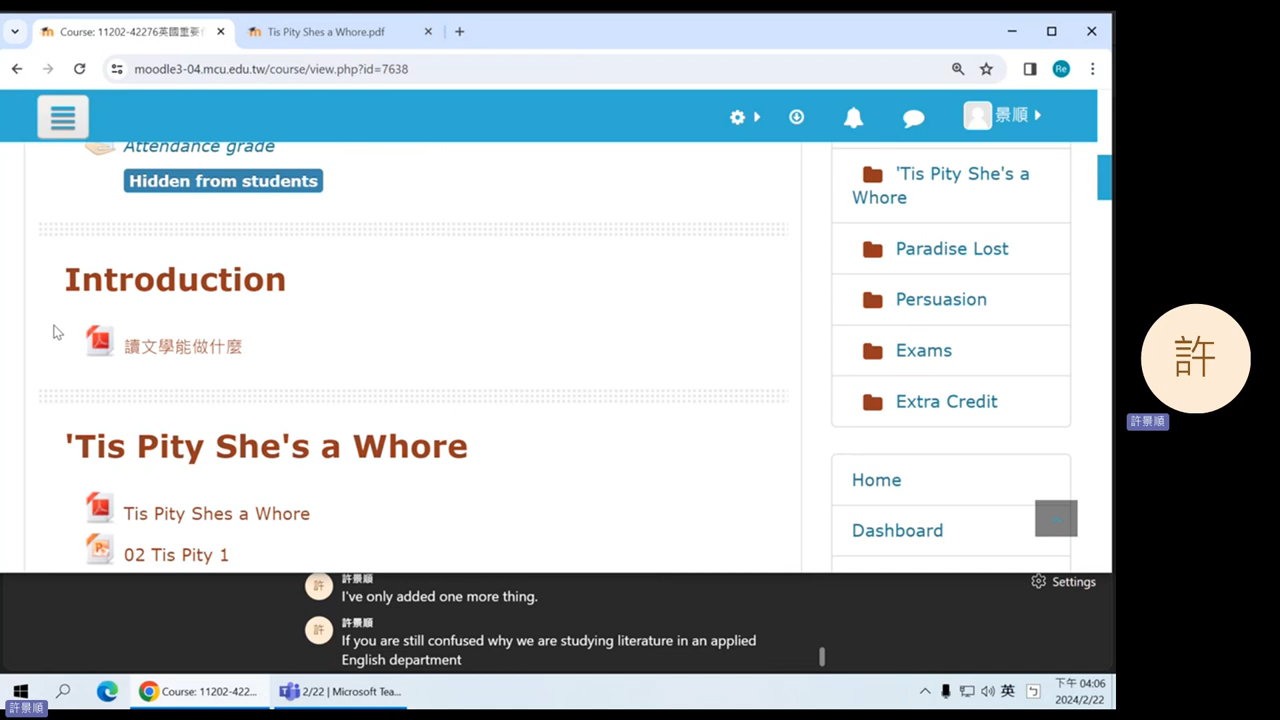 Course: 11202-42276英國重要
Tis Pity Shes a Whore.pdf
moodle3-04.mcu.edu.tw/course/view.php?id=7638
Re
景順
Attendance grade
Hidden from students
'Tis Pity She's a
Whore
Introduction
Paradise Lost
Persuasion
讀文學能做什麼
Exams
Extra Credit
'Tis Pity She's a Whore
Home
Tis Pity Shes a Whore
Dashboard
02 Tis Pity 1
許
許景順
許
許景順
I've only added one more thing.
Settings
許
許景順
If you are still confused why we are studying literature in an applied
English department
Course: 11202-422...
2/22 | Microsoft Tea...
英
ㄅ
下午 04:06
2024/2/22
許景順